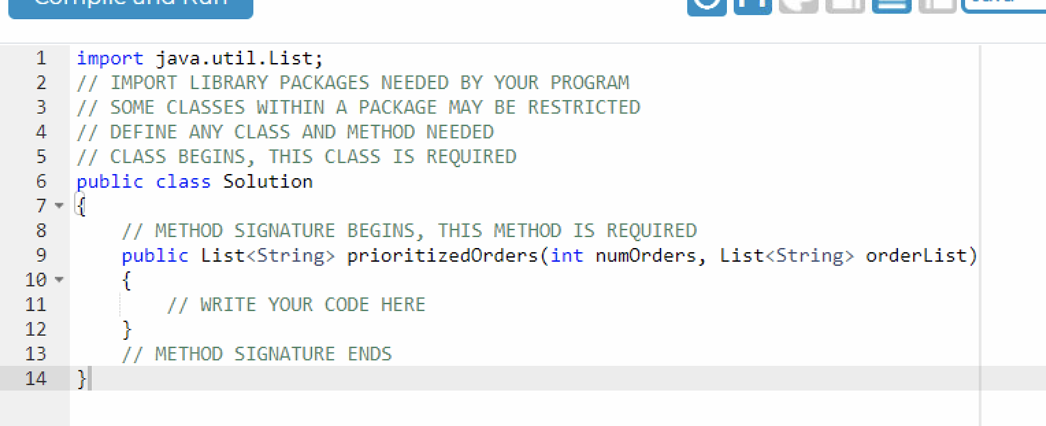 Compile and Run
Java
1 import java.util.List;
2 // IMPORT LIBRARY PACKAGES NEEDED BY YOUR PROGRAM
3 // SOME CLASSES WITHIN A PACKAGE MAY BE RESTRICTED
4 // DEFINE ANY CLASS AND METHOD NEEDED
5 // CLASS BEGINS, THIS CLASS IS REQUIRED
6 public class Solution
7 {
8 // METHOD SIGNATURE BEGINS, THIS METHOD IS REQUIRED
9 public List<String> prioritizedOrders(int numOrders, List<String> orderList)
10 {
11 // WRITE YOUR CODE HERE
12 }
13 // METHOD SIGNATURE ENDS
14 }